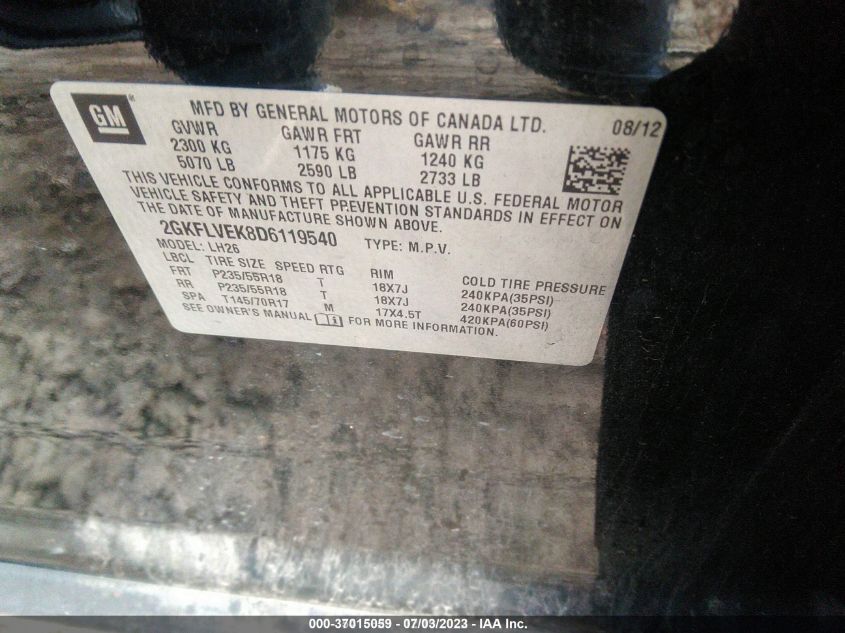 GM
MFD BY GENERAL MOTORS OF CANADA LTD. 08/12
GVWR GAWR FRT GAWR RR
2300 KG 1175 KG 1240 KG
5070 LB 2590 LB 2733 LB
THIS VEHICLE CONFORMS TO ALL APPLICABLE U.S. FEDERAL MOTOR
VEHICLE SAFETY AND THEFT PREVENTION STANDARDS IN EFFECT ON
THE DATE OF MANUFACTURE SHOWN ABOVE.
2GKFLVEK8D6119540 TYPE: M.P.V.
MODEL: LH26
LBCL TIRE SIZE SPEED RTG RIM COLD TIRE PRESSURE
FRT P235/55R18 T 18X7J 240KPA(35PSI)
RR P235/55R18 T 18X7J 240KPA(35PSI)
SPA T145/70R17 M 17X4.5T 420KPA(60PSI)
SEE OWNER'S MANUAL FOR MORE INFORMATION.
000-37015059 - 07/03/2023 - IAA Inc.